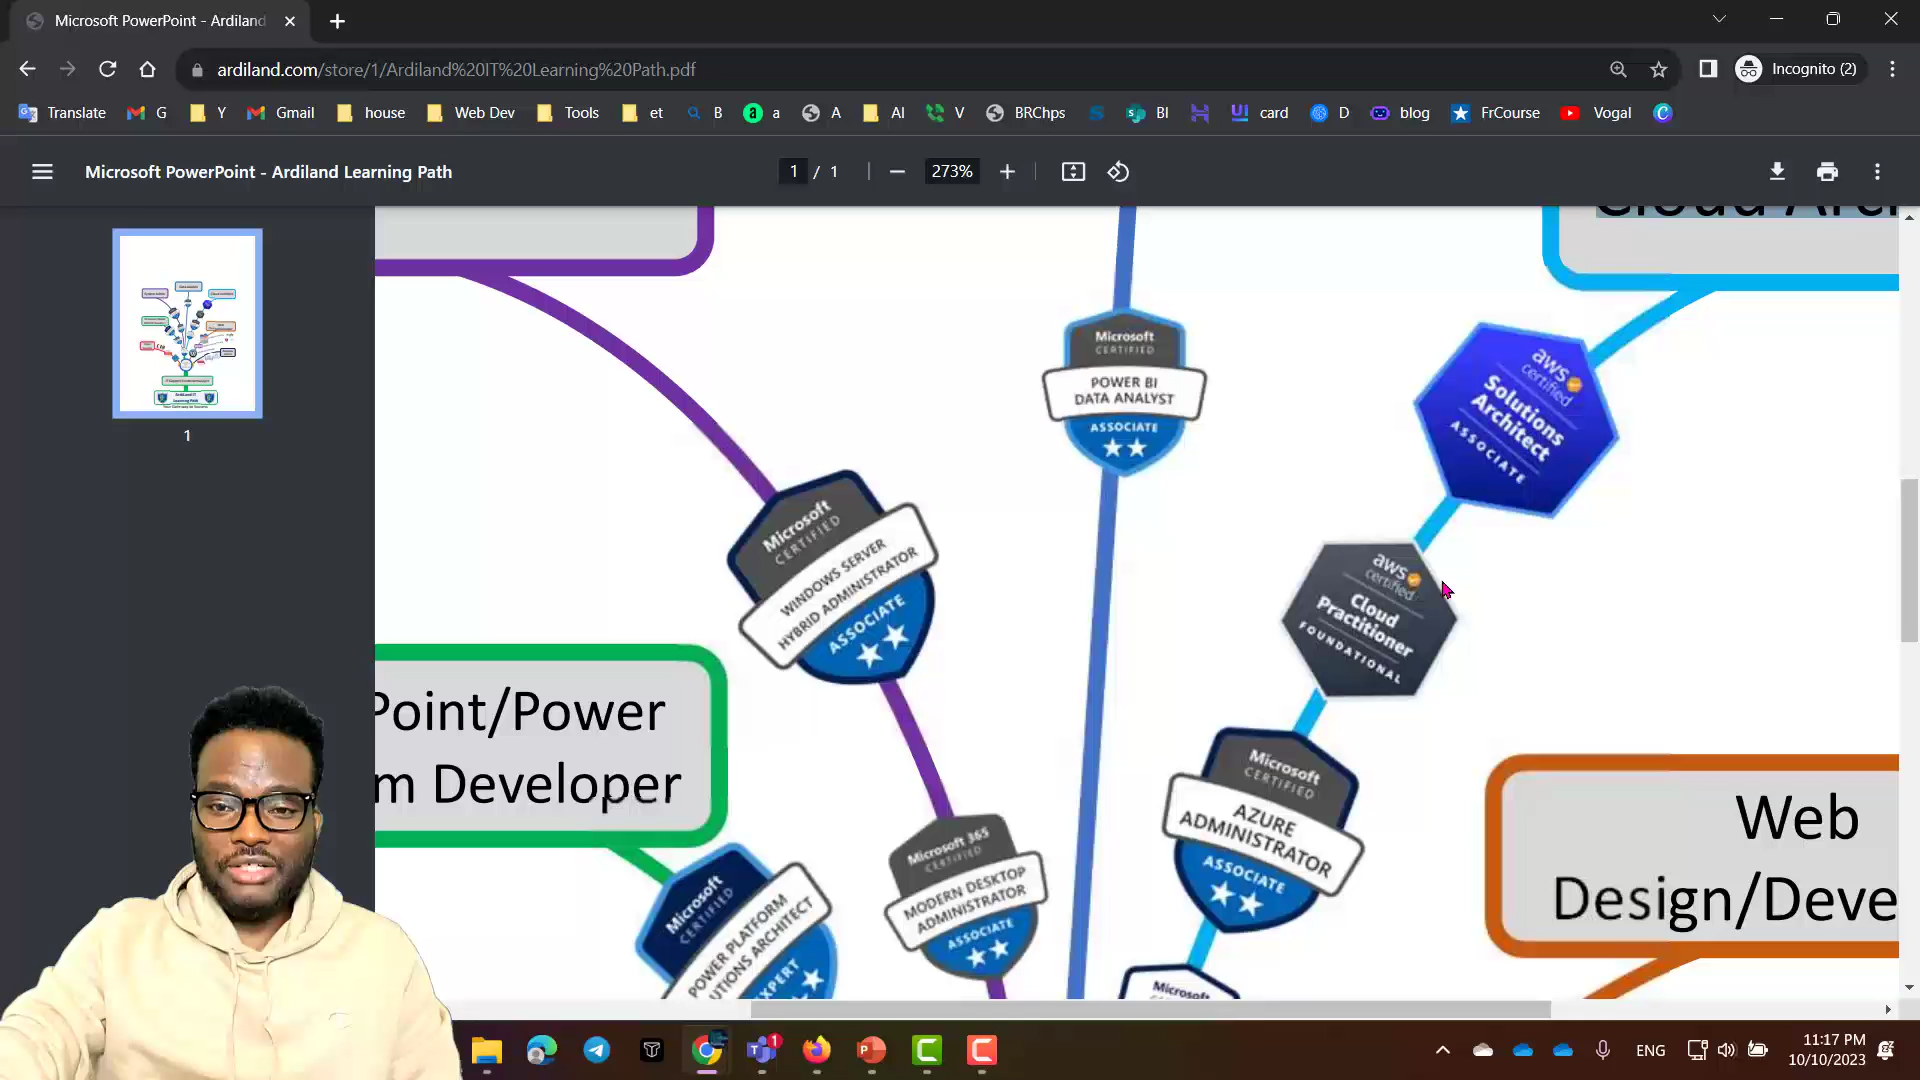 Microsoft PowerPoint - Ardiland
ardiland.com/store/1/Ardiland%20IT%20Learning%20Path.pdf
Incognito (2)
Translate
G
Y
Gmail
house
Web Dev
Tools
et
B
a
A
AI
V
BRChps
BI
card
D
blog
FrCourse
Vogal
Microsoft PowerPoint - Ardiland Learning Path
1 / 1
273%
1
Microsoft
CERTIFIED
POWER BI
DATA ANALYST
ASSOCIATE
aws
certified
Solutions
Architect
ASSOCIATE
Microsoft
CERTIFIED
WINDOWS SERVER
HYBRID ADMINISTRATOR
ASSOCIATE
aws
certified
Cloud
Practitioner
FOUNDATIONAL
Point/Power
m Developer
Microsoft
CERTIFIED
AZURE
ADMINISTRATOR
ASSOCIATE
Web
Design/Deve
Microsoft 365
CERTIFIED
MODERN DESKTOP
ADMINISTRATOR
ASSOCIATE
Microsoft
CERTIFIED
POWER PLATFORM
UTIONS ARCHITECT
EXPERT
Microsoft
1
ENG
11:17 PM
10/10/2023